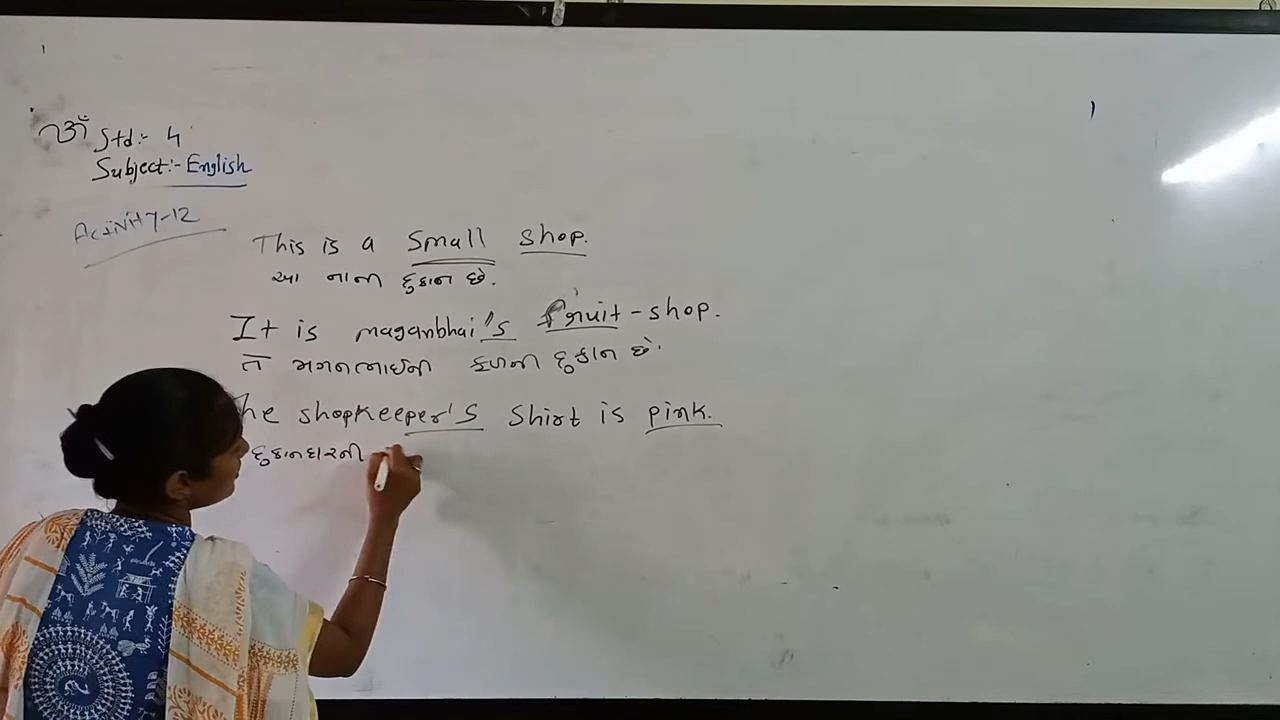 ૐ Std:- 4
Subject:- English
Activity-12
This is a small shop.
આ નાની દુકાન છે.
It is maganbhai's fruit-shop.
તે મગનભાઈની ફળની દુકાન છે.
he shopkeeper's shirt is pink.
દુકાનદારની